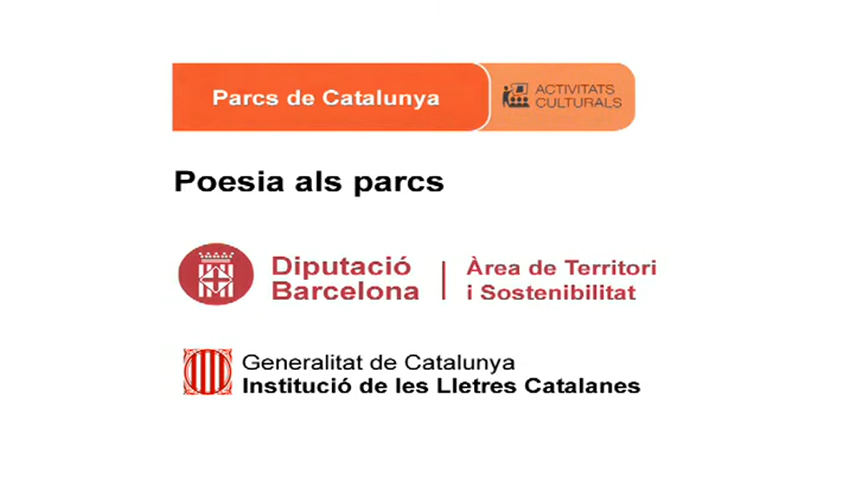 Parcs de Catalunya
ACTIVITATS
CULTURALS
Poesia als parcs
Diputació
Barcelona
Àrea de Territori
i Sostenibilitat
Generalitat de Catalunya
Institució de les Lletres Catalanes